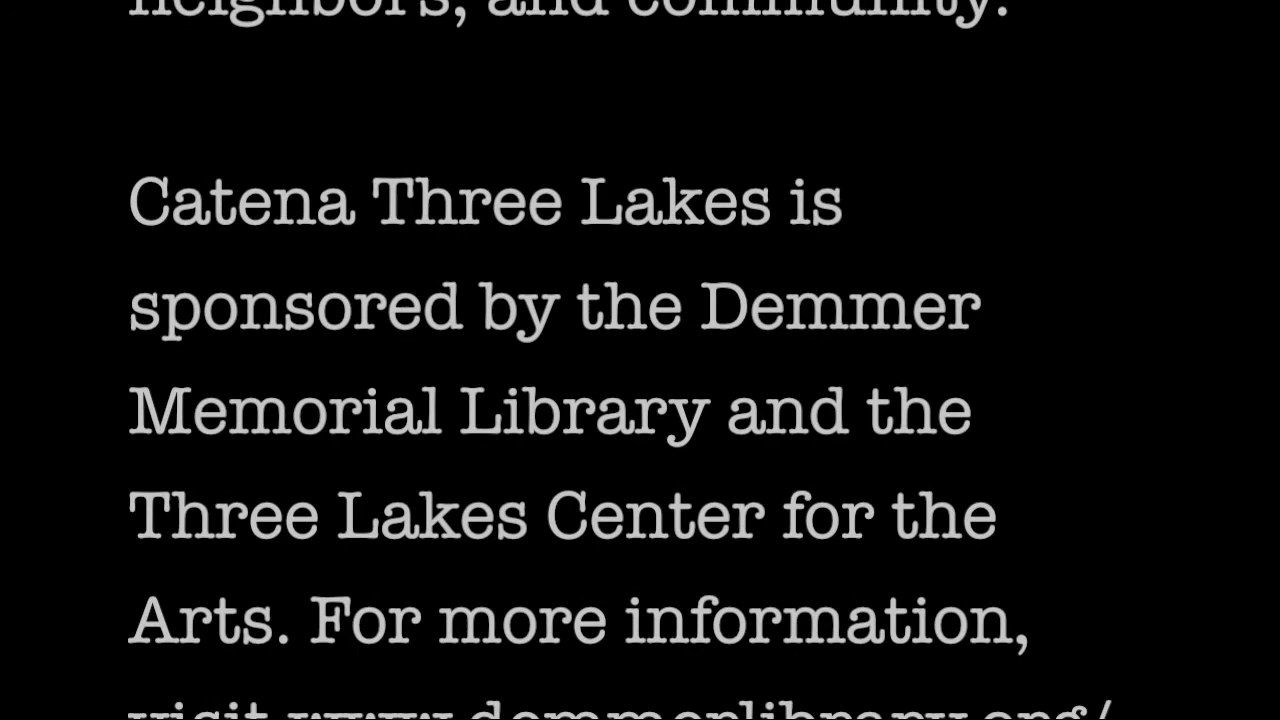 neighbors, and community.
Catena Three Lakes is
sponsored by the Demmer
Memorial Library and the
Three Lakes Center for the
Arts. For more information,
visit www.demmerlibrary.org/